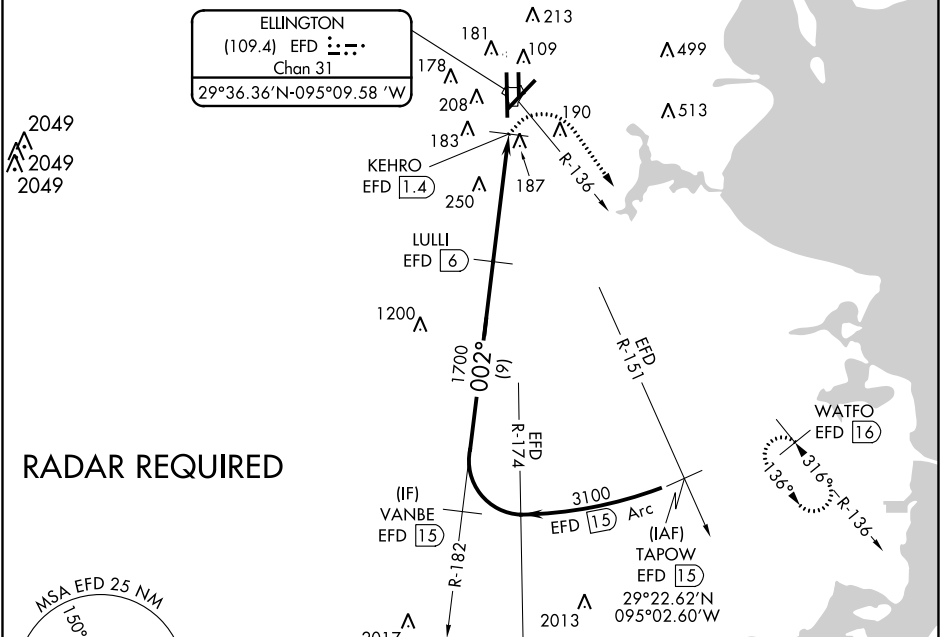 ELLINGTON
(109.4) EFD
Chan 31
29°36.36'N-095°09.58 'W
213
181
109
499
178
208
190
513
183
2049
2049
2049
KEHRO
EFD 1.4
187
R-136
250
LULLI
EFD 6
1200
1700
002°
(9)
EFD
R-151
EFD
R-174
WATFO
EFD 16
316°
136°
R-136
RADAR REQUIRED
(IF)
VANBE
EFD 15
3100
EFD 15 Arc
(IAF)
TAPOW
EFD 15
29°22.62'N
095°02.60'W
R-182
MSA EFD 25 NM
150°
2013
2017